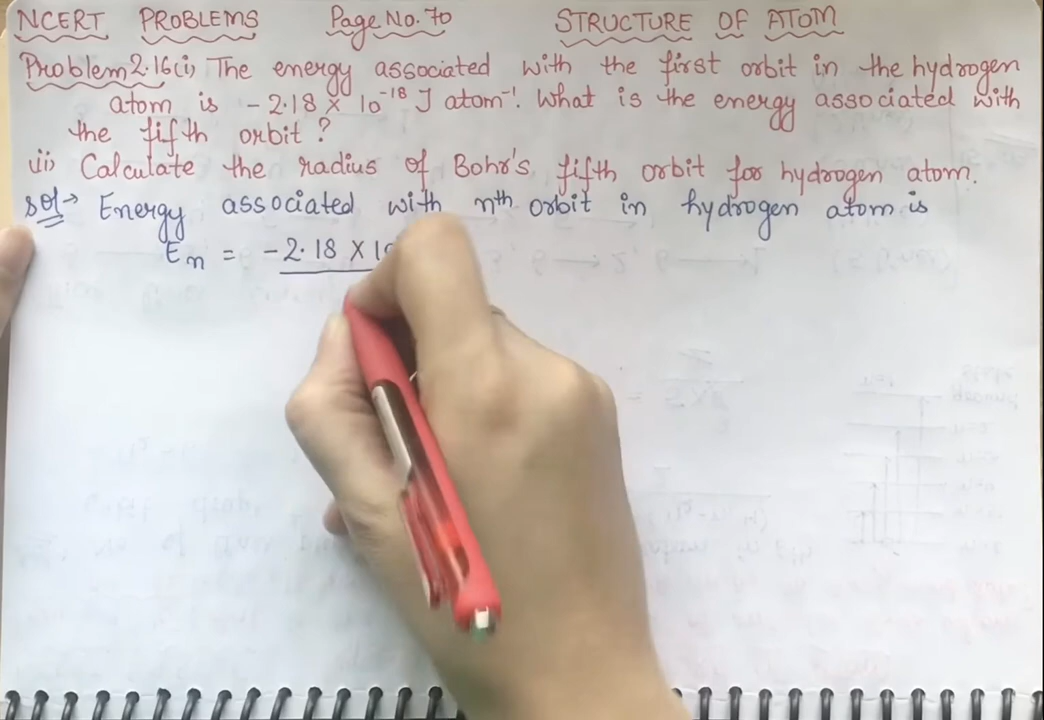 NCERT PROBLEMS Page No. 70 STRUCTURE OF ATOM
Problem 2.16(i) The energy associated with the first orbit in the hydrogen
atom is -2.18 × 10⁻¹⁸ J atom⁻¹. What is the energy associated with
the fifth orbit?
(ii) Calculate the radius of Bohr's fifth orbit for hydrogen atom.
Sol→ Energy associated with nth orbit in hydrogen atom is
Eₙ = -2.18 × 10